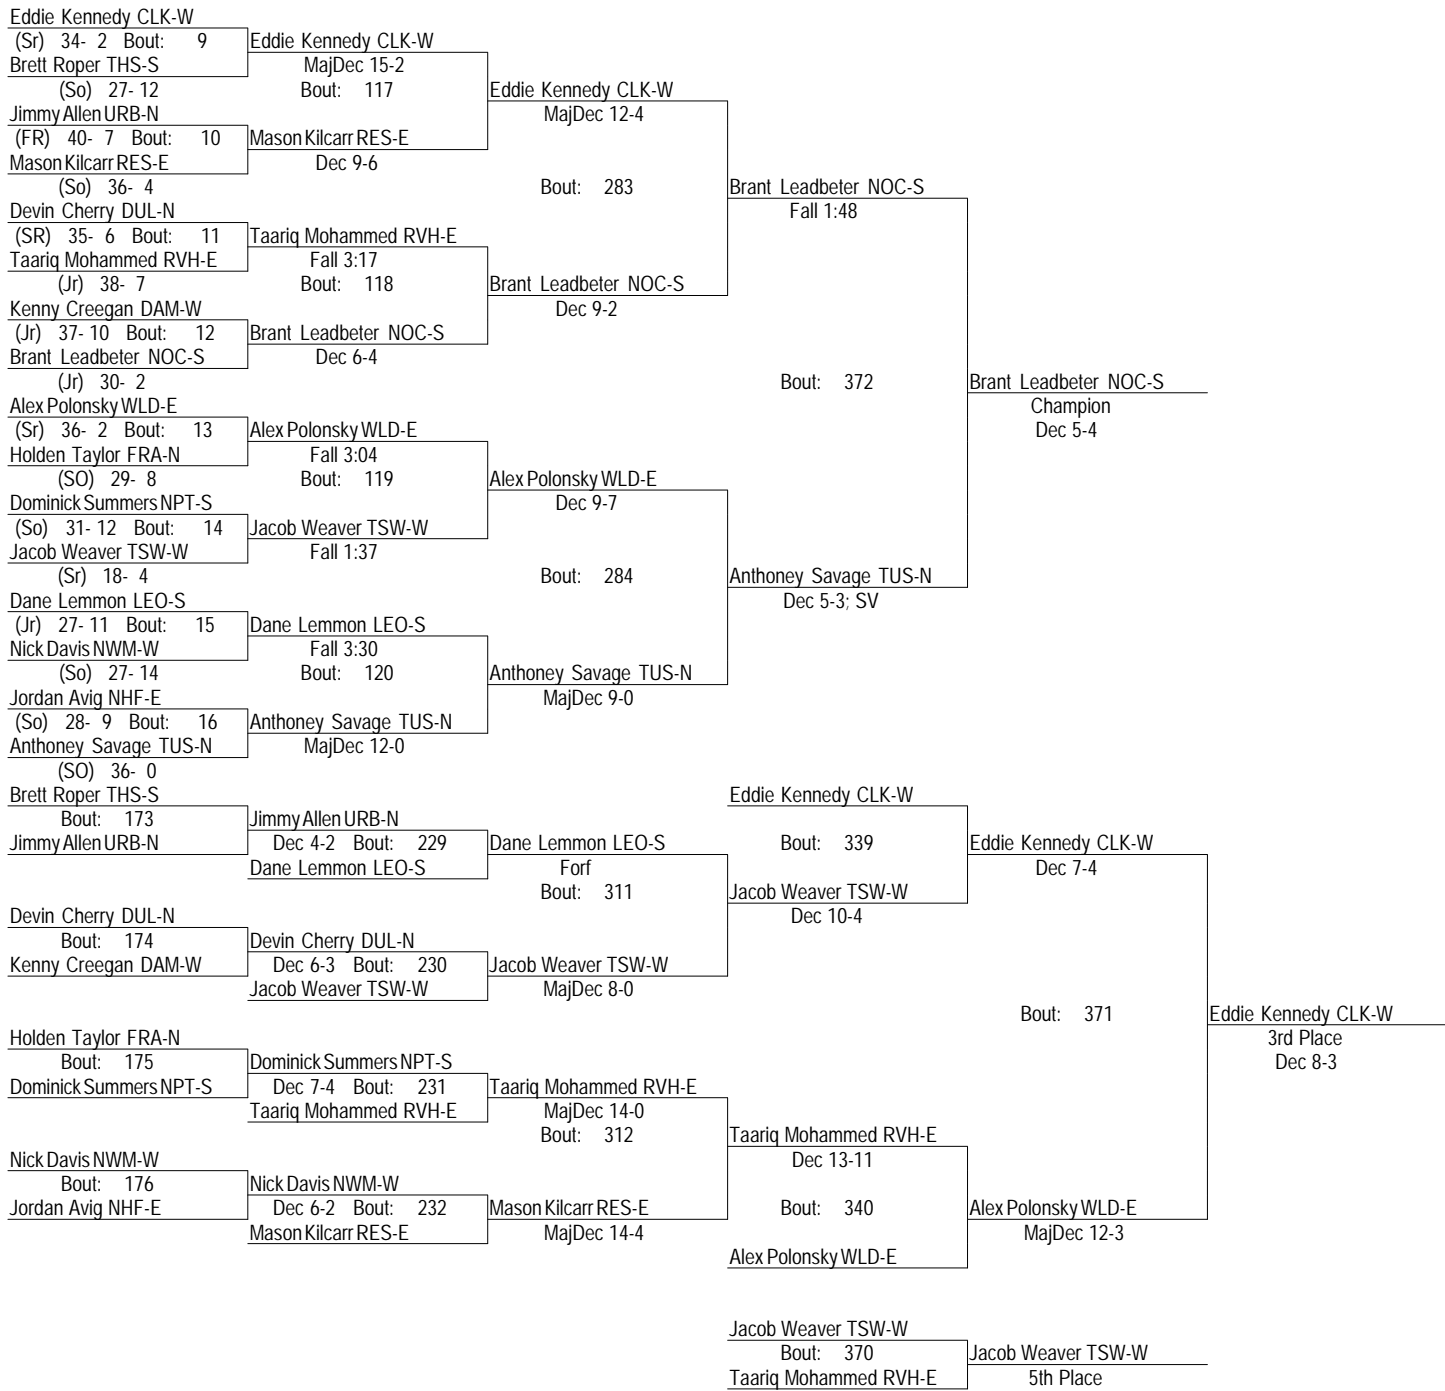 Eddie Kennedy CLK-W
(Sr) 34- 2 Bout: 9 Eddie Kennedy CLK-W
Brett Roper THS-S MajDec 15-2
(So) 27- 12 Bout: 117 Eddie Kennedy CLK-W
Jimmy Allen URB-N MajDec 12-4
(FR) 40- 7 Bout: 10 Mason Kilcarr RES-E
Mason Kilcarr RES-E Dec 9-6
(So) 36- 4 Bout: 283 Brant Leadbeter NOC-S
Devin Cherry DUL-N Fall 1:48
(SR) 35- 6 Bout: 11 Taariq Mohammed RVH-E
Taariq Mohammed RVH-E Fall 3:17
(Jr) 38- 7 Bout: 118 Brant Leadbeter NOC-S
Kenny Creegan DAM-W Dec 9-2
(Jr) 37- 10 Bout: 12 Brant Leadbeter NOC-S
Brant Leadbeter NOC-S Dec 6-4
(Jr) 30- 2 Bout: 372 Brant Leadbeter NOC-S
Alex Polonsky WLD-E Champion
(Sr) 36- 2 Bout: 13 Alex Polonsky WLD-E Dec 5-4
Holden Taylor FRA-N Fall 3:04
(SO) 29- 8 Bout: 119 Alex Polonsky WLD-E
Dominick Summers NPT-S Dec 9-7
(So) 31- 12 Bout: 14 Jacob Weaver TSW-W
Jacob Weaver TSW-W Fall 1:37
(Sr) 18- 4 Bout: 284 Anthoney Savage TUS-N
Dane Lemmon LEO-S Dec 5-3; SV
(Jr) 27- 11 Bout: 15 Dane Lemmon LEO-S
Nick Davis NWM-W Fall 3:30
(So) 27- 14 Bout: 120 Anthoney Savage TUS-N
Jordan Avig NHF-E MajDec 9-0
(So) 28- 9 Bout: 16 Anthoney Savage TUS-N
Anthoney Savage TUS-N MajDec 12-0
(SO) 36- 0
Brett Roper THS-S Eddie Kennedy CLK-W
Bout: 173 Jimmy Allen URB-N
Jimmy Allen URB-N Dec 4-2 Bout: 229 Dane Lemmon LEO-S Bout: 339 Eddie Kennedy CLK-W
Dane Lemmon LEO-S Forf Dec 7-4
Bout: 311 Jacob Weaver TSW-W
Devin Cherry DUL-N Dec 10-4
Bout: 174 Devin Cherry DUL-N
Kenny Creegan DAM-W Dec 6-3 Bout: 230 Jacob Weaver TSW-W
Jacob Weaver TSW-W MajDec 8-0
Bout: 371 Eddie Kennedy CLK-W
Holden Taylor FRA-N 3rd Place
Bout: 175 Dominick Summers NPT-S Dec 8-3
Dominick Summers NPT-S Dec 7-4 Bout: 231 Taariq Mohammed RVH-E
Taariq Mohammed RVH-E MajDec 14-0
Bout: 312 Taariq Mohammed RVH-E
Nick Davis NWM-W Dec 13-11
Bout: 176 Nick Davis NWM-W
Jordan Avig NHF-E Dec 6-2 Bout: 232 Mason Kilcarr RES-E Bout: 340 Alex Polonsky WLD-E
Mason Kilcarr RES-E MajDec 14-4 MajDec 12-3
Alex Polonsky WLD-E
Jacob Weaver TSW-W
Bout: 370 Jacob Weaver TSW-W
Taariq Mohammed RVH-E 5th Place